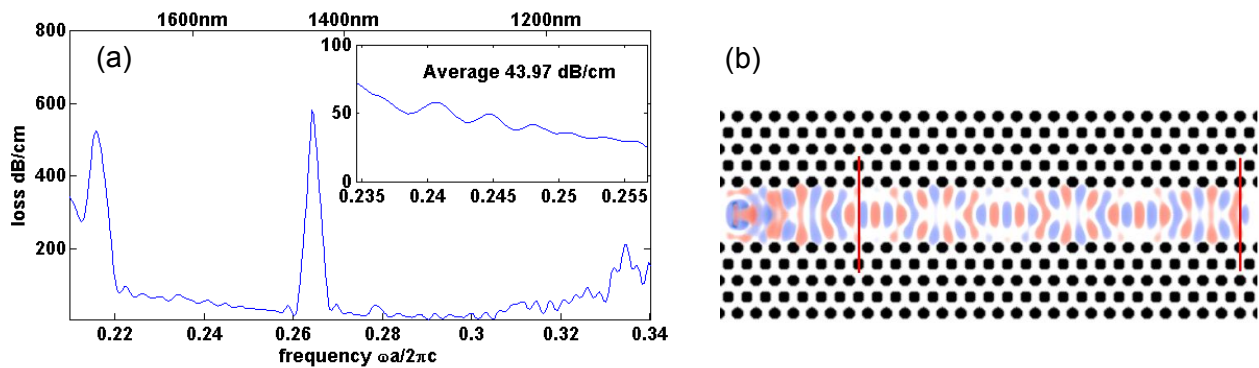 1600nm 1400nm 1200nm
800
600
400
200
loss dB/cm
(a)
100
50
0
Average 43.97 dB/cm
0.235 0.24 0.245 0.25 0.255
0.22 0.24 0.26 0.28 0.3 0.32 0.34
frequency ωa/2πc
(b)